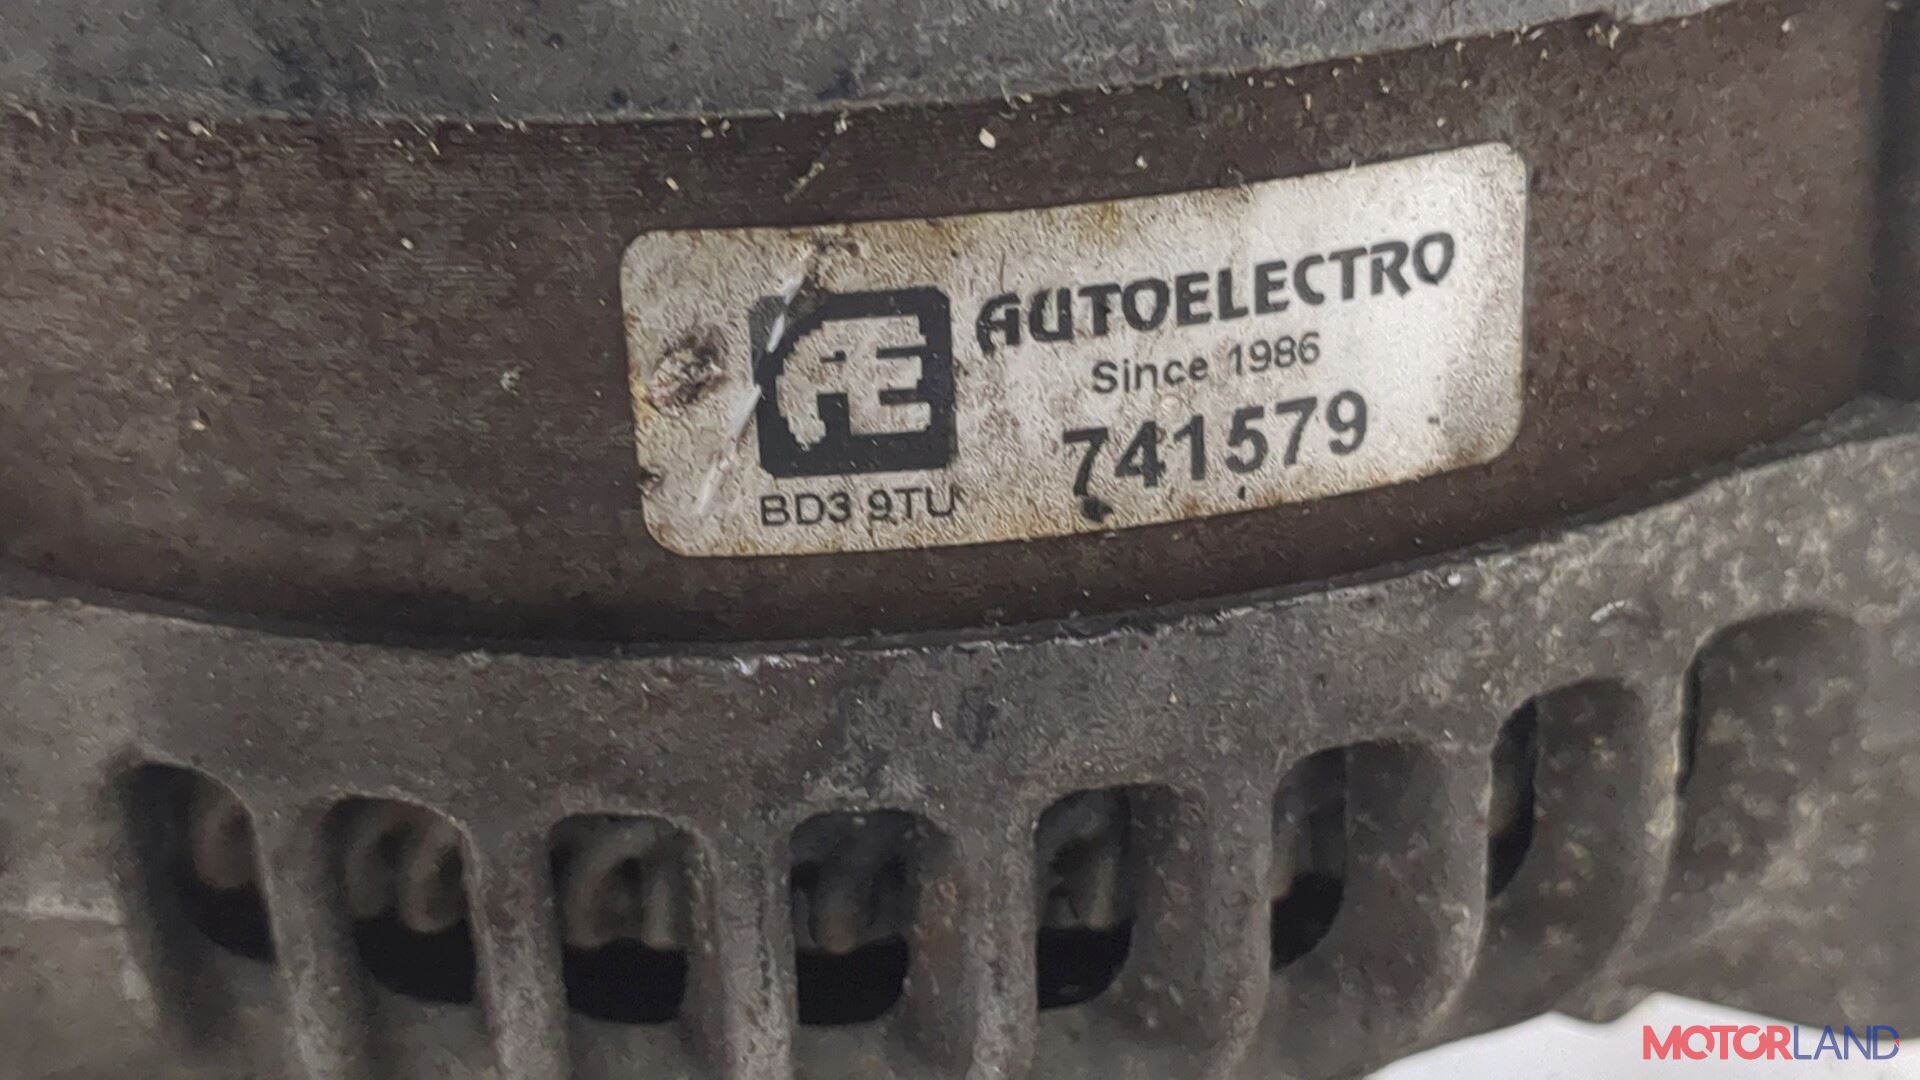 AUTOELECTRO
Since 1986
AE
741579
BD3 9TU
MOTORLAND